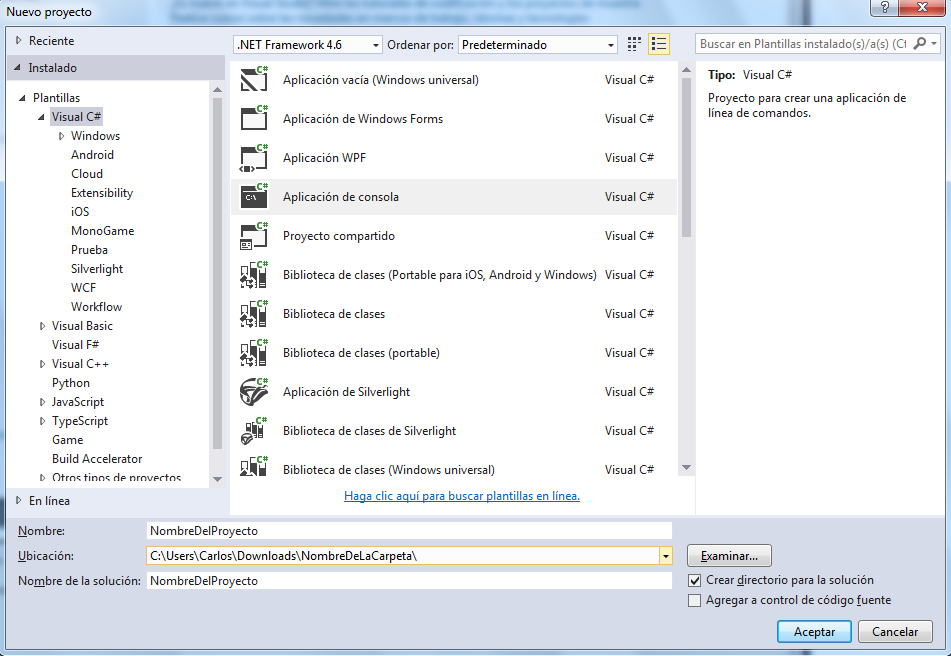 Nuevo proyecto
Reciente
Instalado
Plantillas
Visual C#
Windows
Android
Cloud
Extensibility
iOS
MonoGame
Prueba
Silverlight
WCF
Workflow
Visual Basic
Visual F#
Visual C++
Python
JavaScript
TypeScript
Game
Build Accelerator
Otros tipos de proyectos
En línea
.NET Framework 4.6 Ordenar por: Predeterminado
Aplicación vacía (Windows universal) Visual C#
Aplicación de Windows Forms Visual C#
Aplicación WPF Visual C#
Aplicación de consola Visual C#
Proyecto compartido Visual C#
Biblioteca de clases (Portable para iOS, Android y Windows) Visual C#
Biblioteca de clases Visual C#
Biblioteca de clases (portable) Visual C#
Aplicación de Silverlight Visual C#
Biblioteca de clases de Silverlight Visual C#
Biblioteca de clases (Windows universal) Visual C#
Haga clic aquí para buscar plantillas en línea.
Buscar en Plantillas instalado(s)/a(s) (Ct
Tipo: Visual C#
Proyecto para crear una aplicación de
línea de comandos.
Nombre: NombreDelProyecto
Ubicación: C:\Users\Carlos\Downloads\NombreDeLaCarpeta\
Nombre de la solución: NombreDelProyecto
Examinar...
Crear directorio para la solución
Agregar a control de código fuente
Aceptar Cancelar